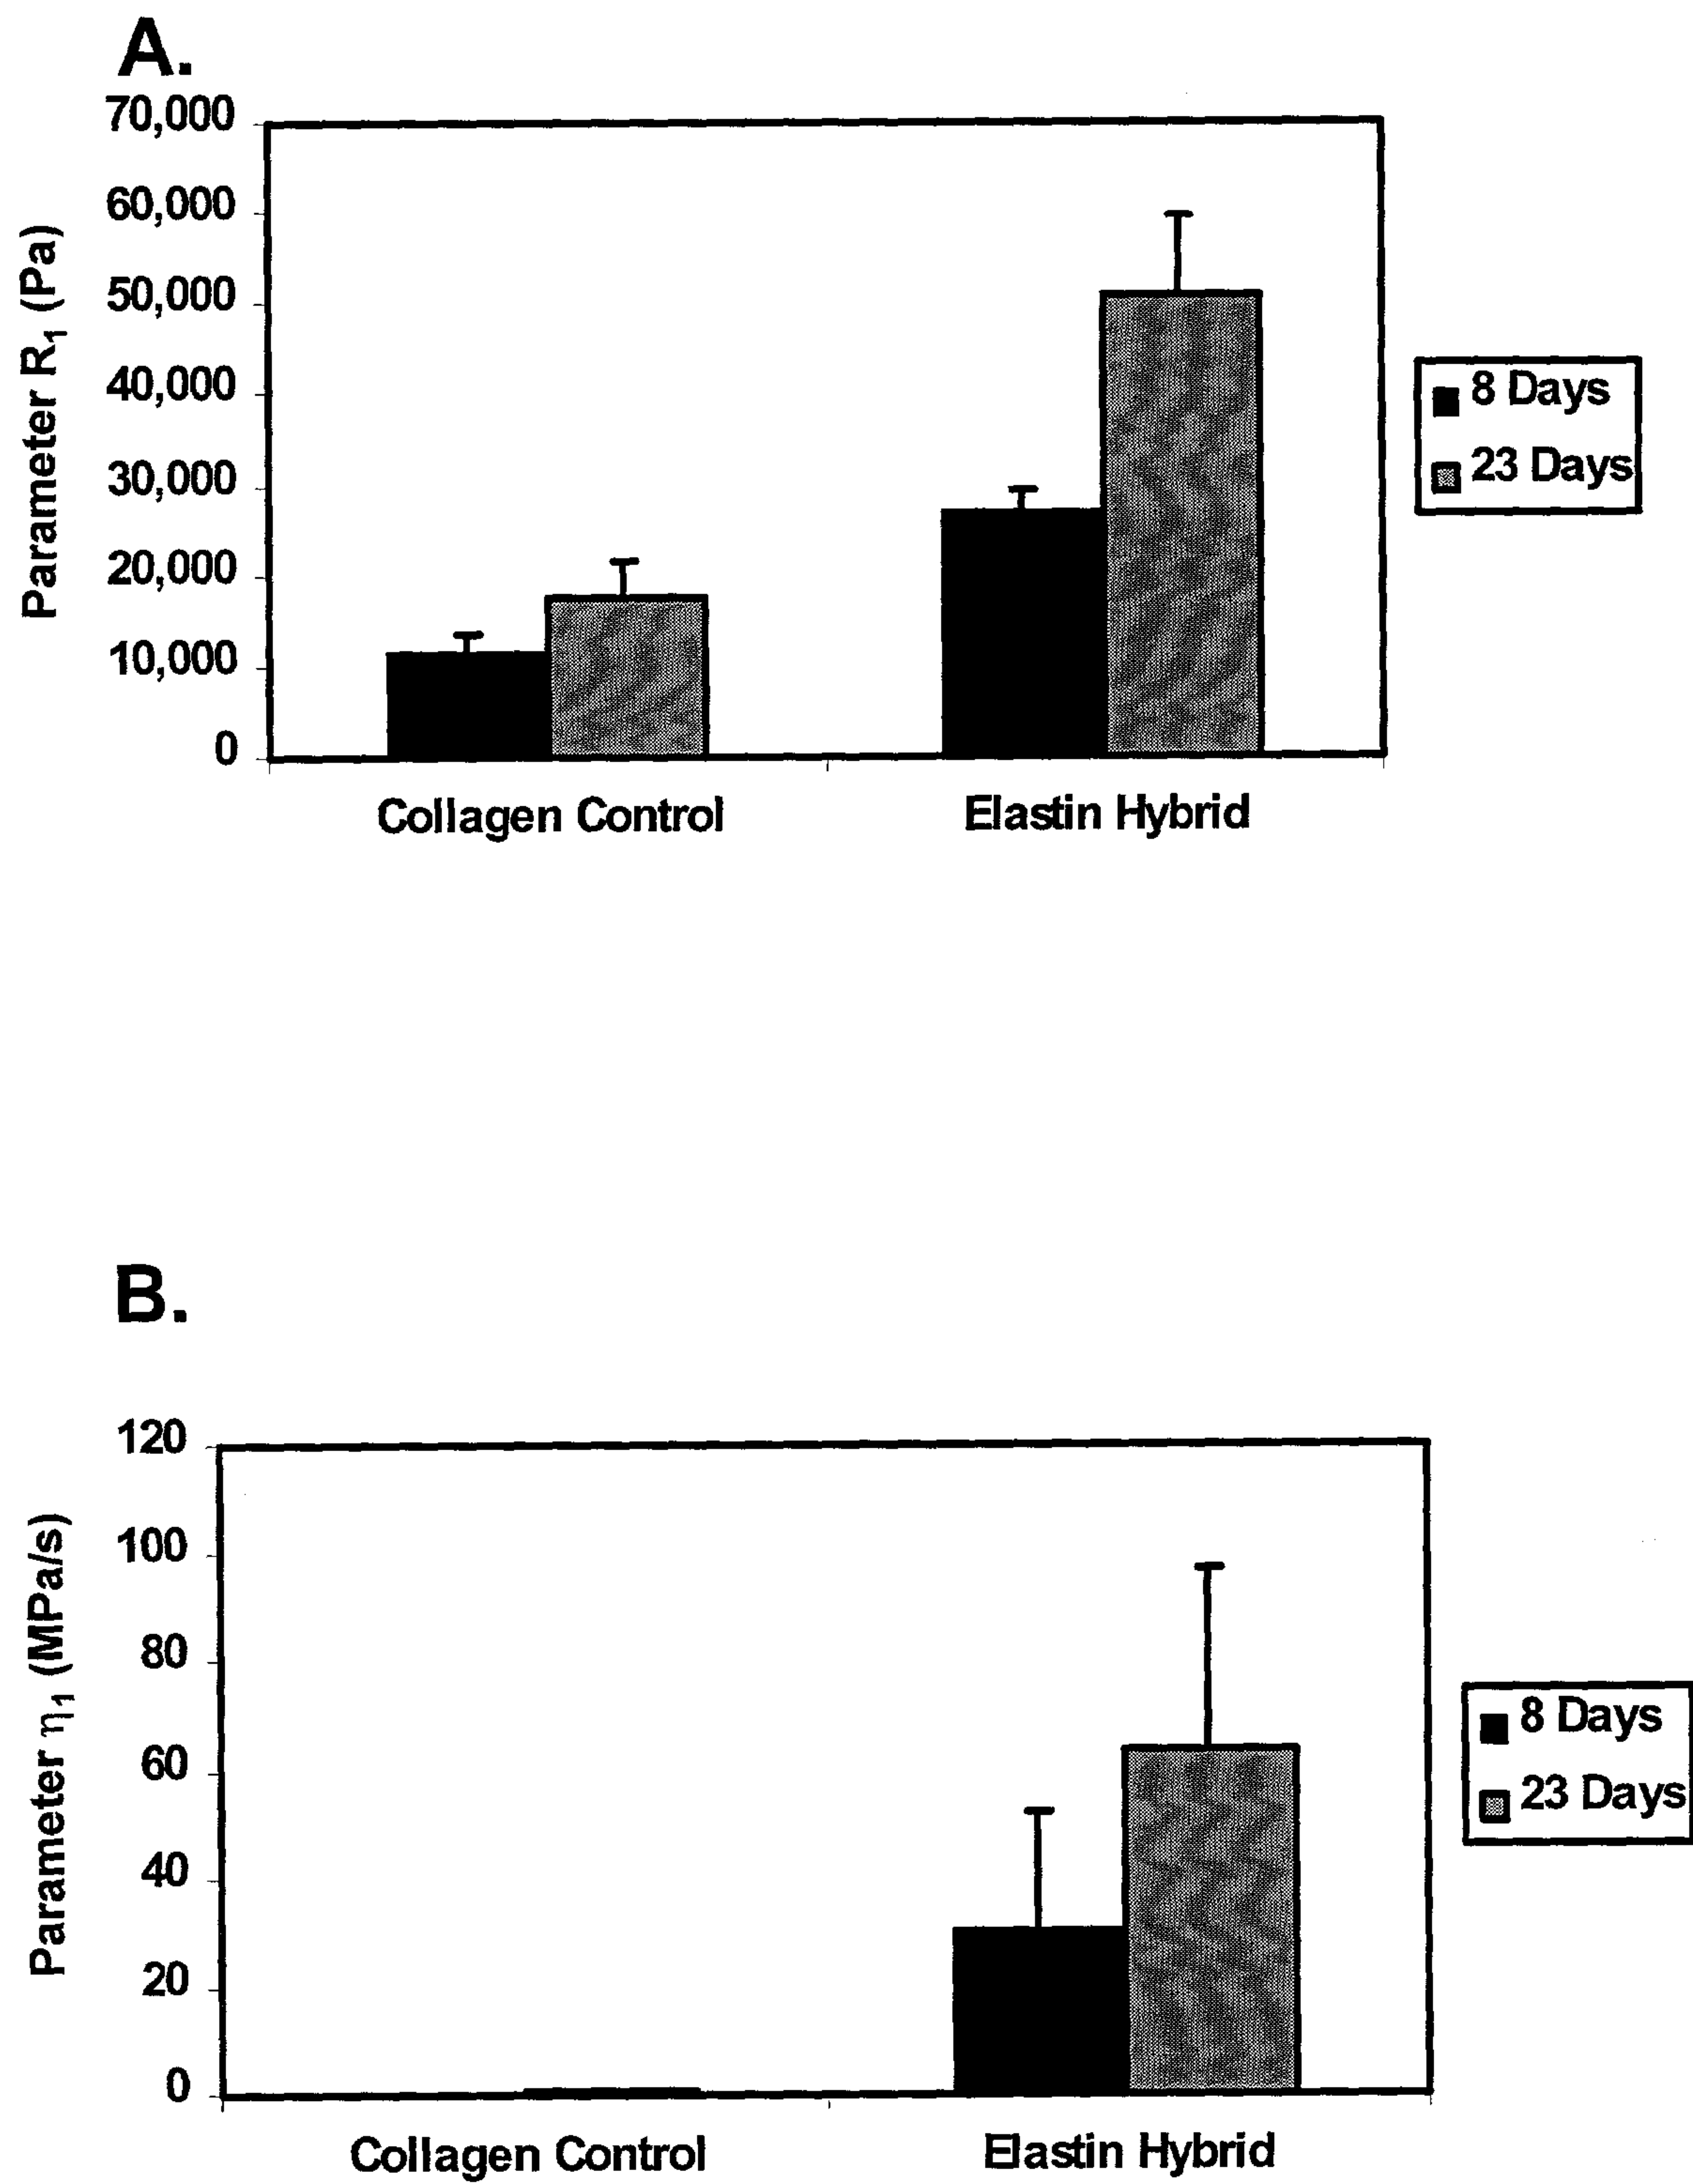 A.
70,000
60,000
50,000
40,000
30,000
20,000
10,000
0
Parameter R₁ (Pa)
Collagen Control
Elastin Hybrid
8 Days
23 Days
B.
120
100
80
60
40
20
0
Parameter η₁ (MPa/s)
Collagen Control
Elastin Hybrid
8 Days
23 Days